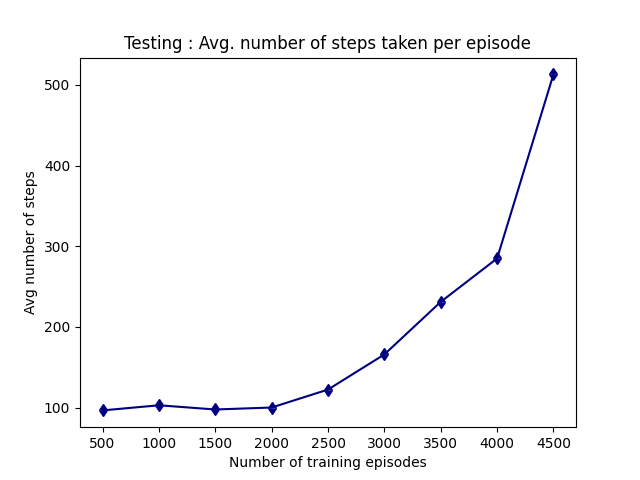 Testing : Avg. number of steps taken per episode
500
400
300
200
100
Avg number of steps
500 1000 1500 2000 2500 3000 3500 4000 4500
Number of training episodes